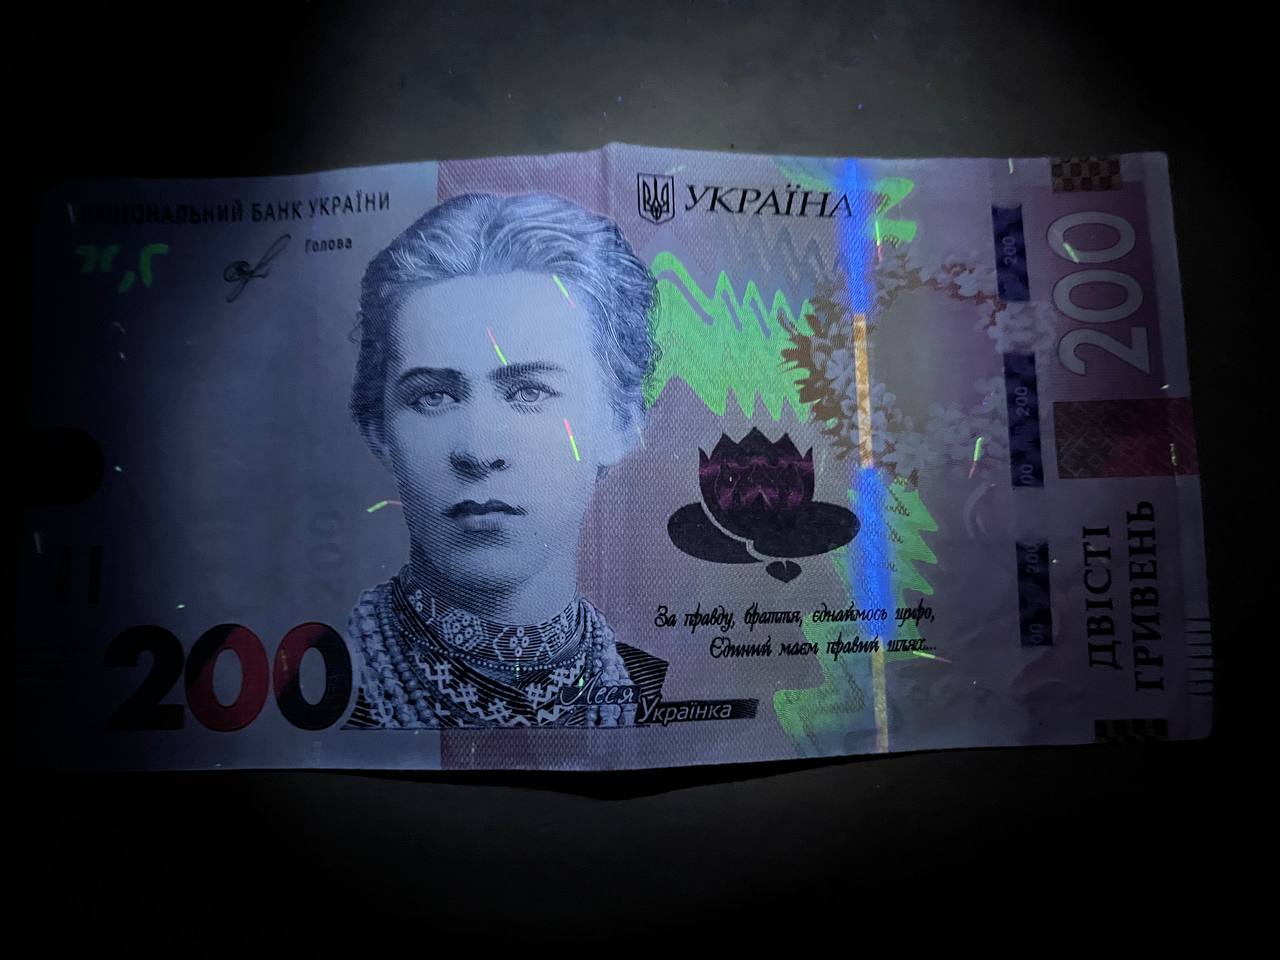 НАЦІОНАЛЬНИЙ БАНК УКРАЇНИ
Голова
УКРАЇНА
200
200
200
200
200
За правду, браття, єднаймось щиро,
Єдиний маєм правий шлях...
Леся
Українка
200
ДВІСТІ
ГРИВЕНЬ